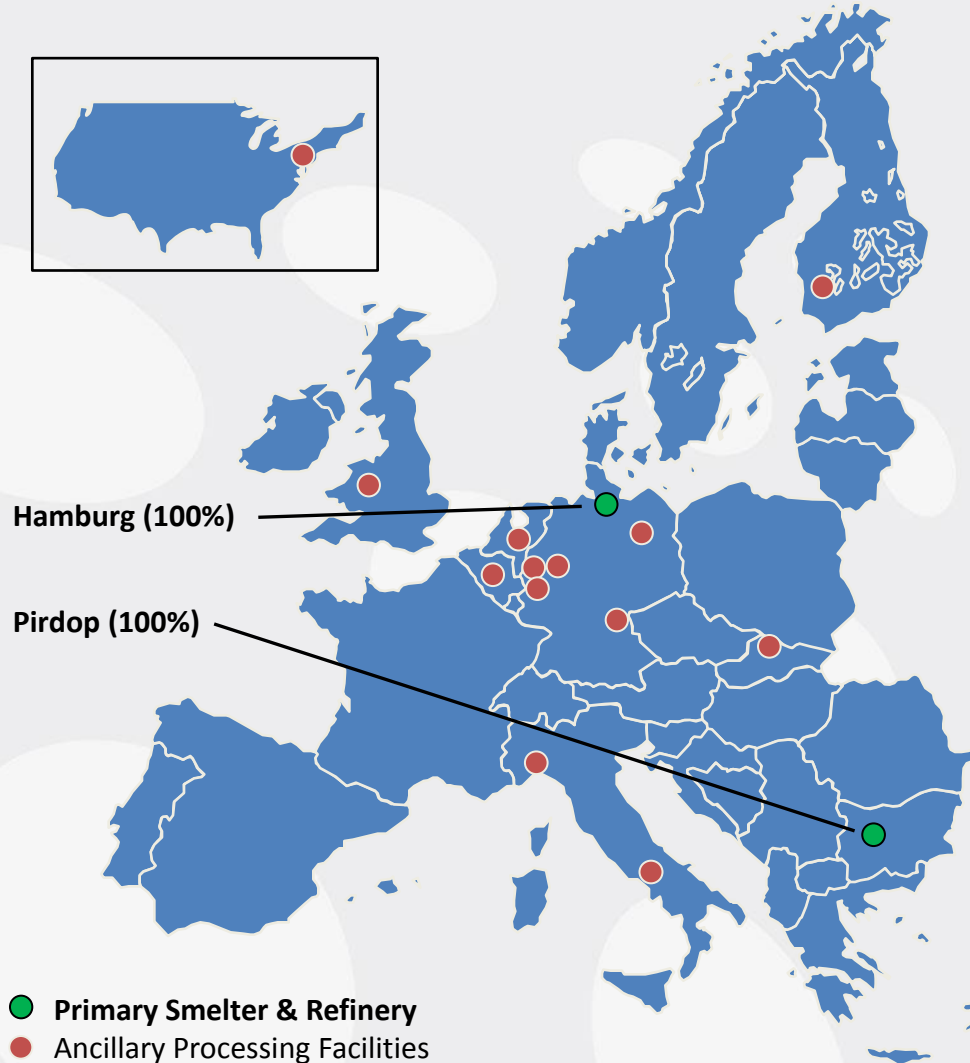 Hamburg (100%)
Pirdop (100%)
Primary Smelter & Refinery
Ancillary Processing Facilities